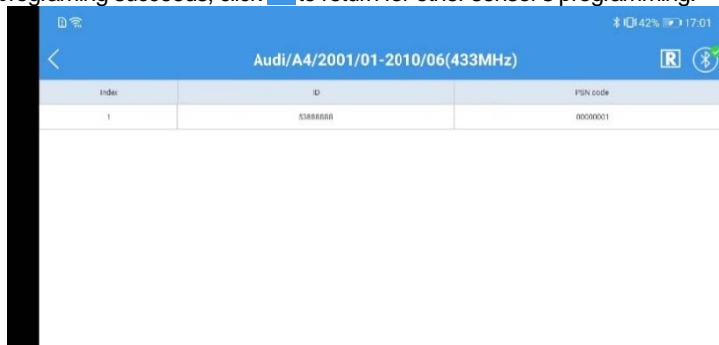 programing succeeds, click to return for other sensor's programming.
42% 17:01
Audi/A4/2001/01-2010/06(433MHz)
R
Index ID PSN code
1 53888888 00000001